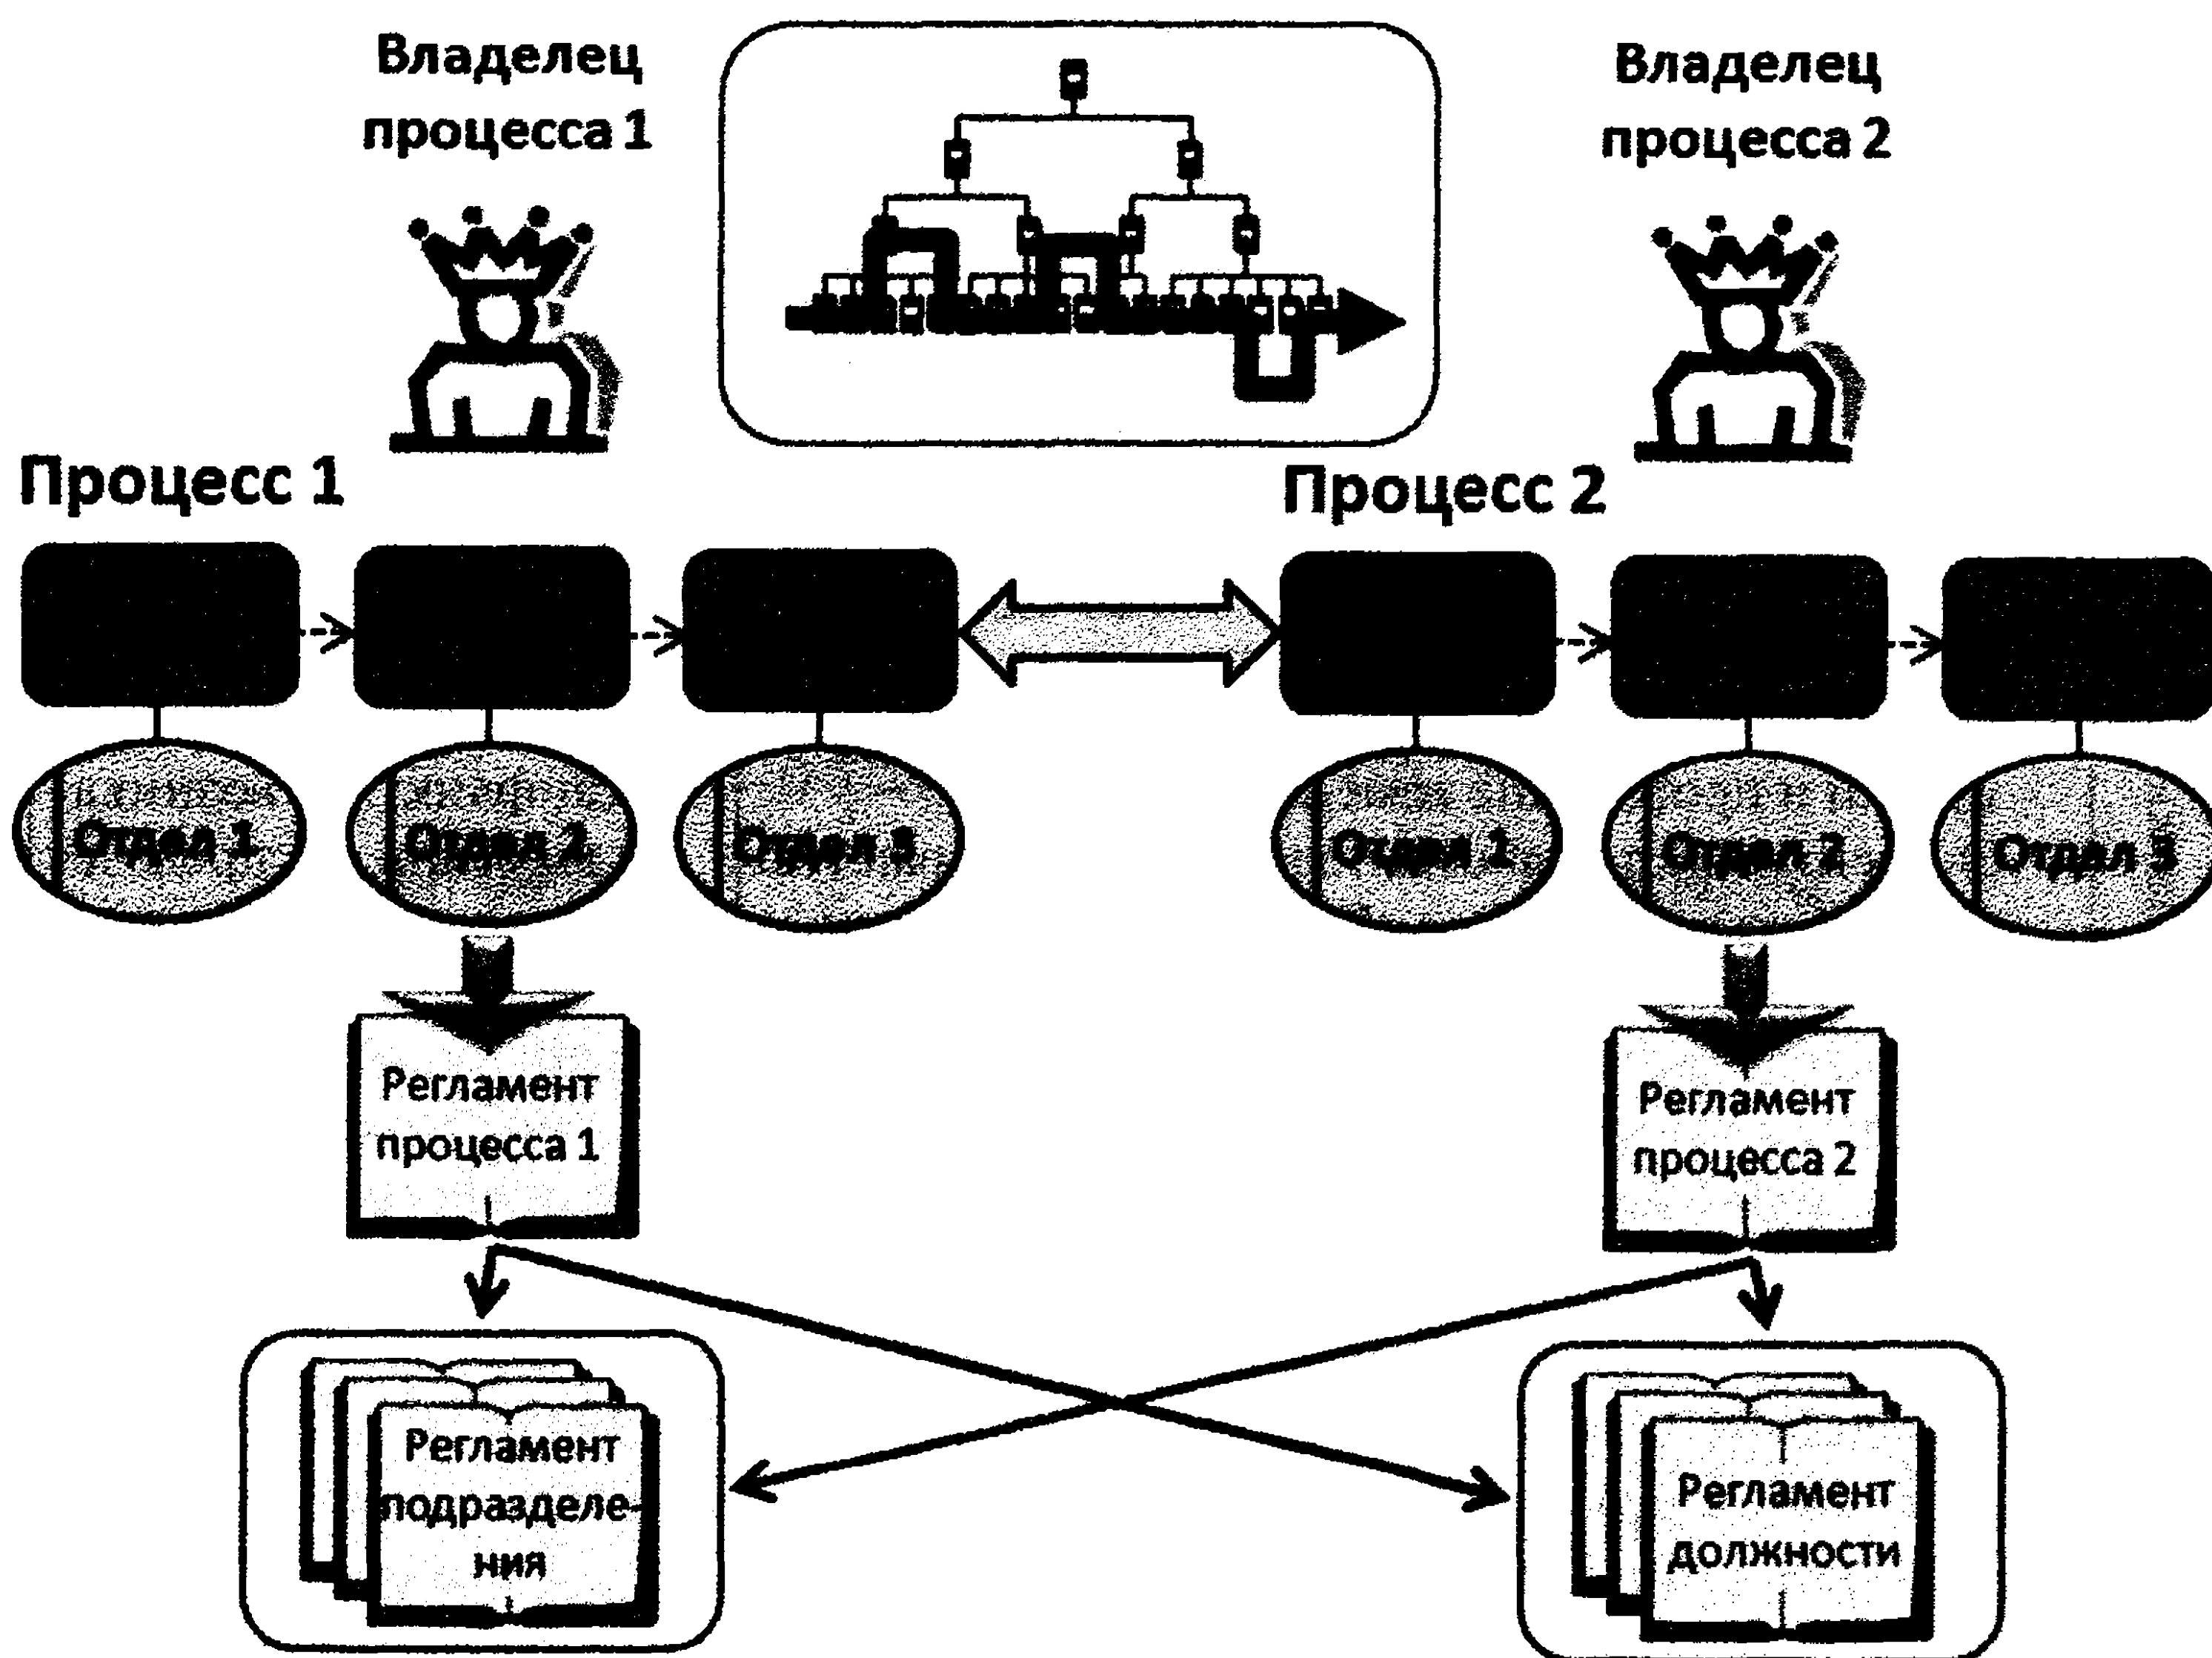 Владелец
процесса 1
Владелец
процесса 2
Процесс 1
Процесс 2
Отдел 1
Отдел 2
Отдел 3
Отдел 1
Отдел 2
Отдел 3
Регламент
процесса 1
Регламент
процесса 2
Регламент
подразделе-
ния
Регламент
должности